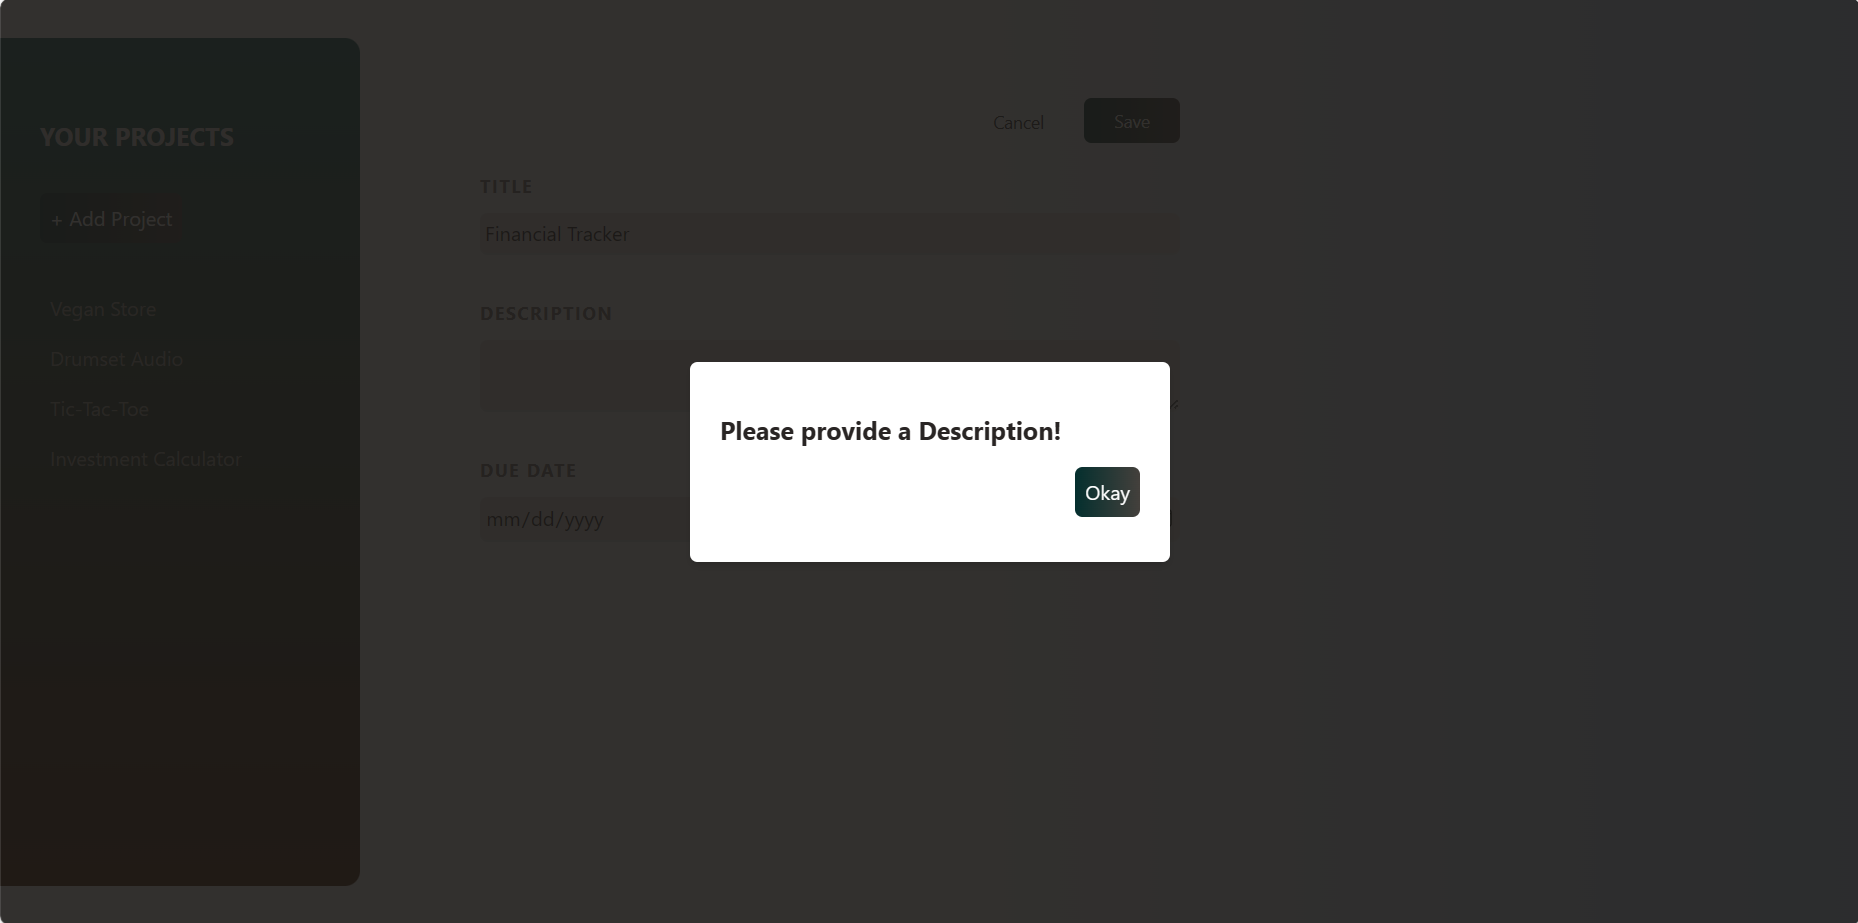 YOUR PROJECTS
+ Add Project
Vegan Store
Drumset Audio
Tic-Tac-Toe
Investment Calculator
Cancel
Save
TITLE
Financial Tracker
DESCRIPTION
DUE DATE
mm/dd/yyyy
Please provide a Description!
Okay